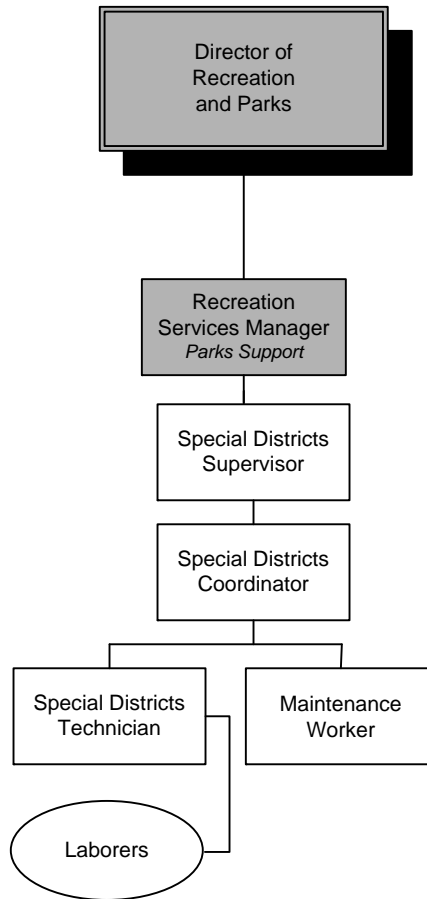 Director of
Recreation
and Parks
Recreation
Services Manager
Parks Support
Special Districts
Supervisor
Special Districts
Coordinator
Special Districts
Technician
Maintenance
Worker
Laborers